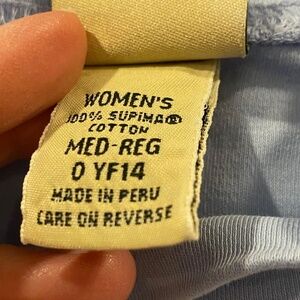 WOMEN'S
100% SUPIMA®
COTTON
MED-REG
0 YF14
MADE IN PERU
CARE ON REVERSE